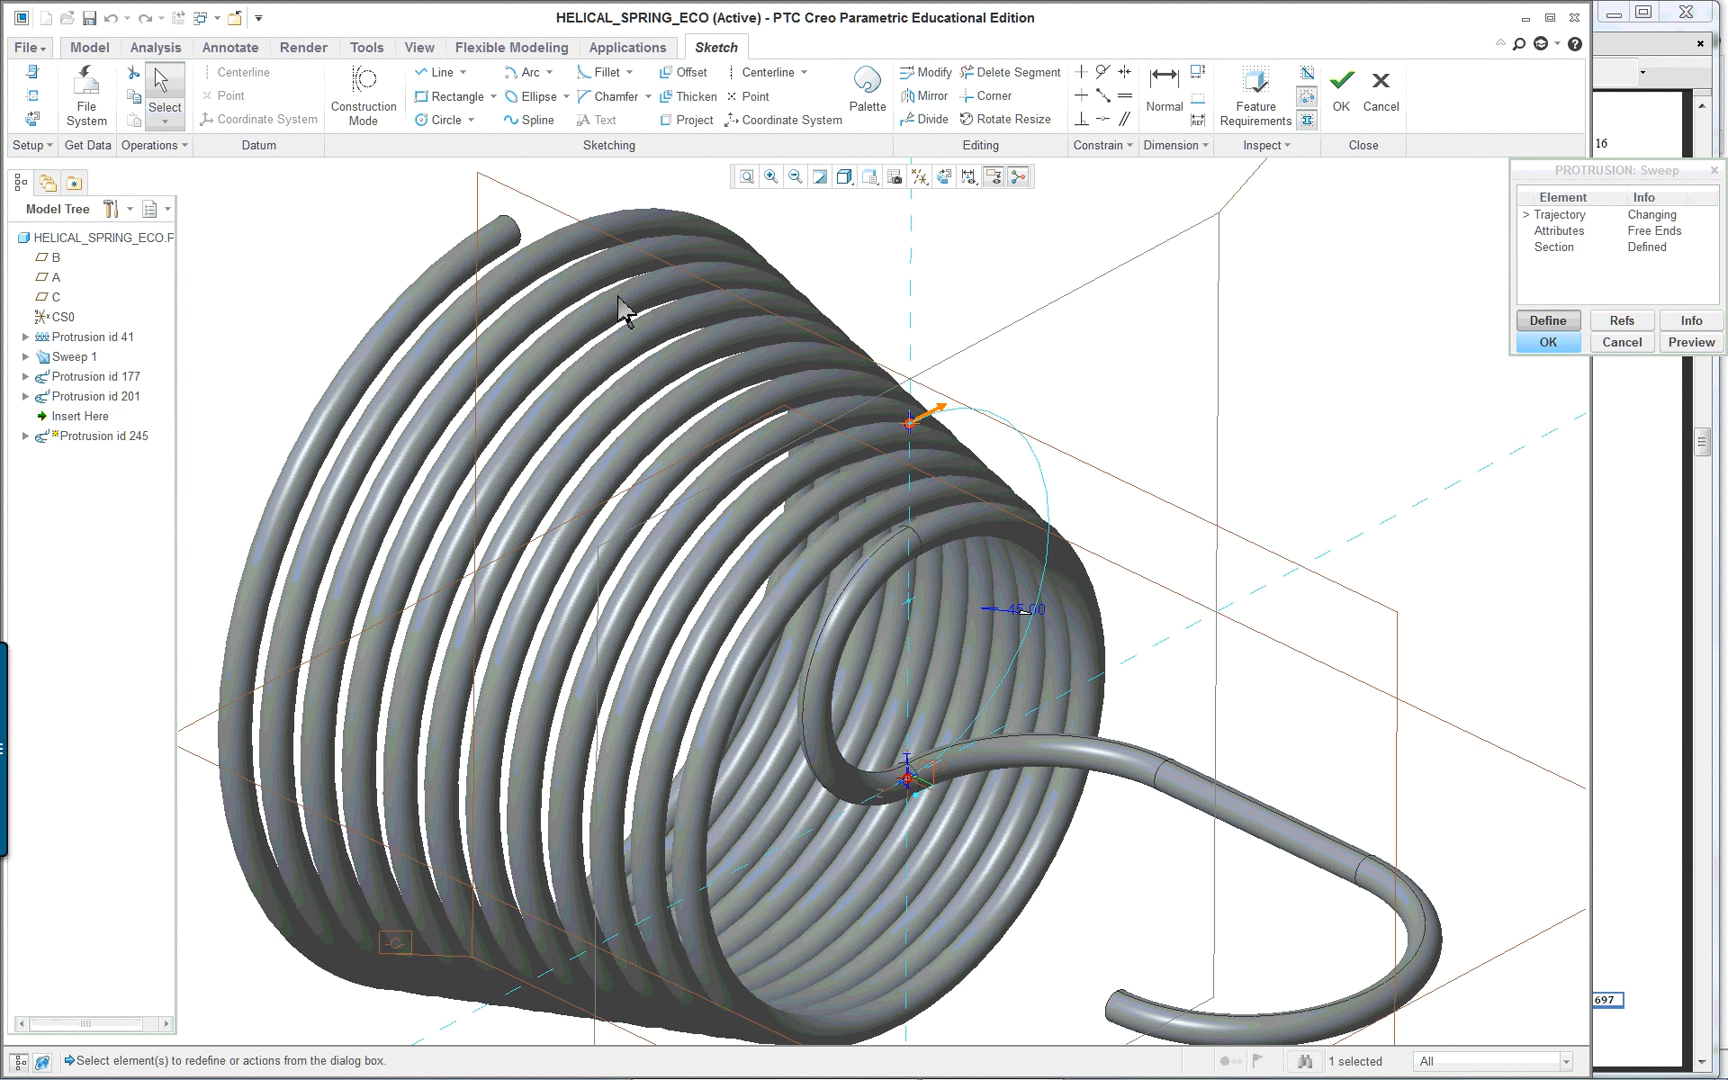 HELICAL_SPRING_ECO (Active) - PTC Creo Parametric Educational Edition
File Model Analysis Annotate Render Tools View Flexible Modeling Applications Sketch
Centerline Line Arc Fillet Offset Centerline Modify Delete Segment
Point Rectangle Ellipse Chamfer Thicken Point Mirror Corner
Coordinate System Circle Spline Text Project Coordinate System Divide Rotate Resize
File System
Select
Construction Mode
Palette
Normal
Feature Requirements
OK Cancel
Setup Get Data Operations Datum Sketching Editing Constrain Dimension Inspect Close
16
Model Tree
HELICAL_SPRING_ECO.F
B
A
C
CS0
Protrusion id 41
Sweep 1
Protrusion id 177
Protrusion id 201
Insert Here
Protrusion id 245
PROTRUSION: Sweep
Element Info
> Trajectory Changing
Attributes Free Ends
Section Defined
Define Refs Info
OK Cancel Preview
45.00
697
Select element(s) to redefine or actions from the dialog box.
1 selected
All